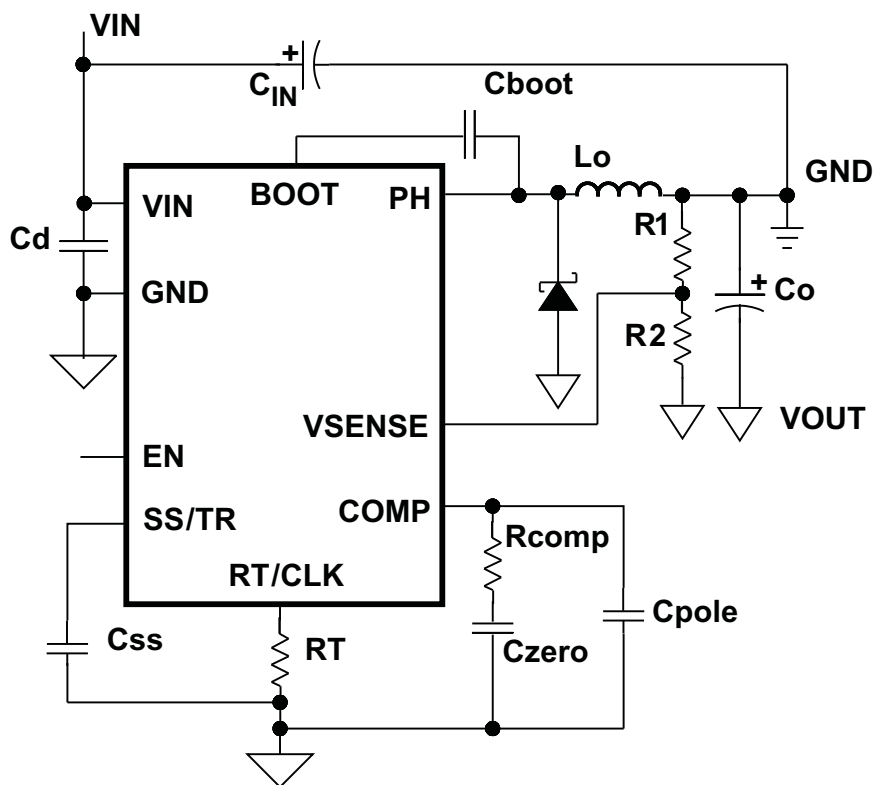 VIN
+
CIN
Cboot
Lo
GND
BOOT
PH
VIN
R1
Cd
+
Co
GND
R2
VSENSE
VOUT
EN
COMP
SS/TR
Rcomp
RT/CLK
Cpole
Css
RT
Czero